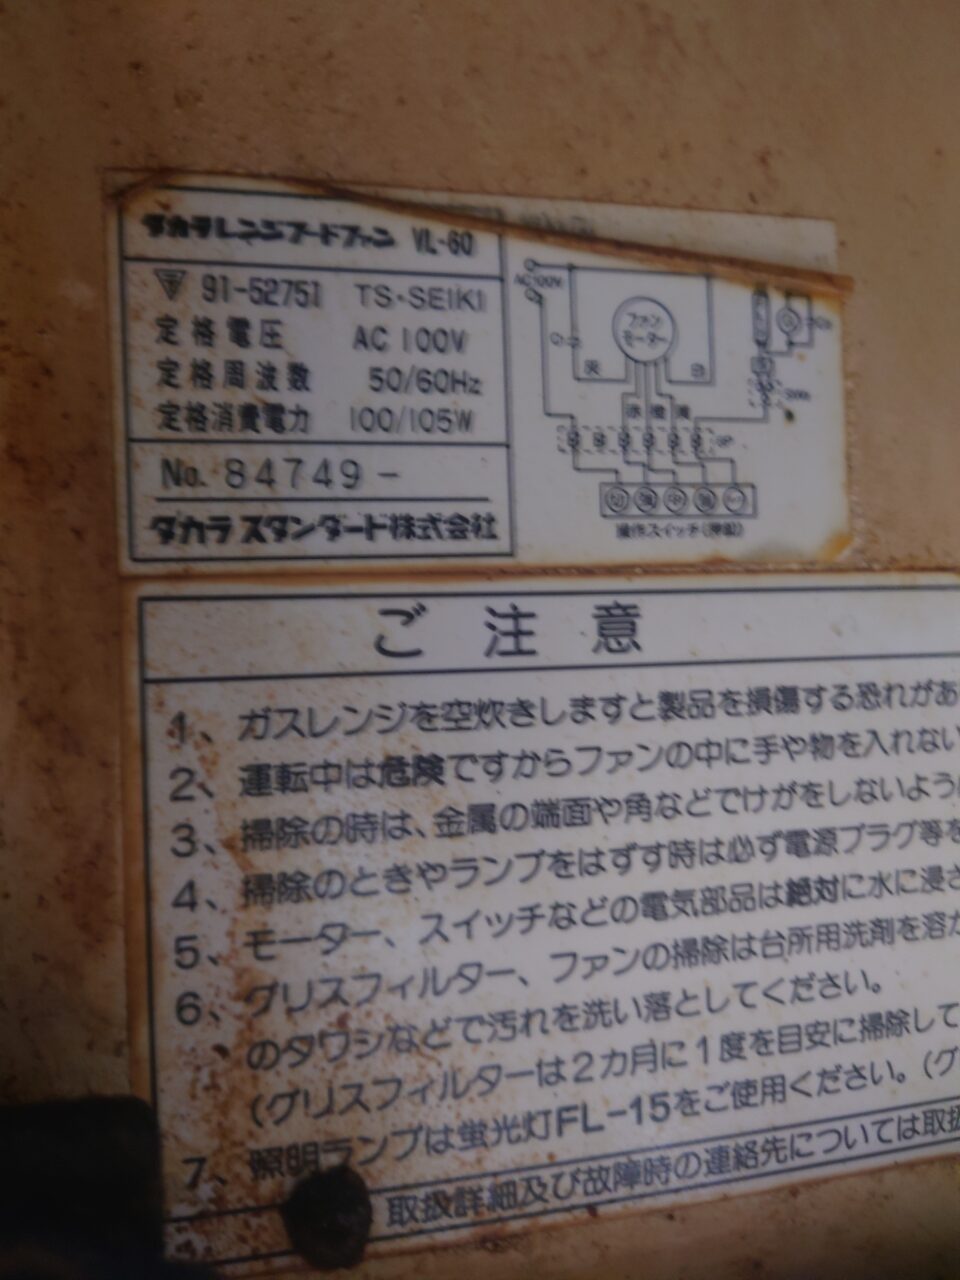 タカラレンジフードファン VL-60
91-52751 TS・SEIKI
定格電圧 AC 100V
定格周波数 50/60Hz
定格消費電力 100/105W
No. 84749-
タカラスタンダード株式会社
AC100V
ファン
モーター
灰
白
赤 橙 黄
切 強 中 弱
操作スイッチ
ご注意
1、ガスレンジを空炊きしますと製品を損傷する恐れがあ
2、運転中は危険ですからファンの中に手や物を入れない
3、掃除の時は、金属の端面や角などでけがをしないよう
4、掃除のときやランプをはずす時は必ず電源プラグ等を
5、モーター、スイッチなどの電気部品は絶対に水に浸さ
6、グリスフィルター、ファンの掃除は台所用洗剤を溶か
のタワシなどで汚れを洗い落としてください。
(グリスフィルターは2カ月に1度を目安に掃除して
7、照明ランプは蛍光灯FL-15をご使用ください。(グ
取扱詳細及び故障時の連絡先については取扱